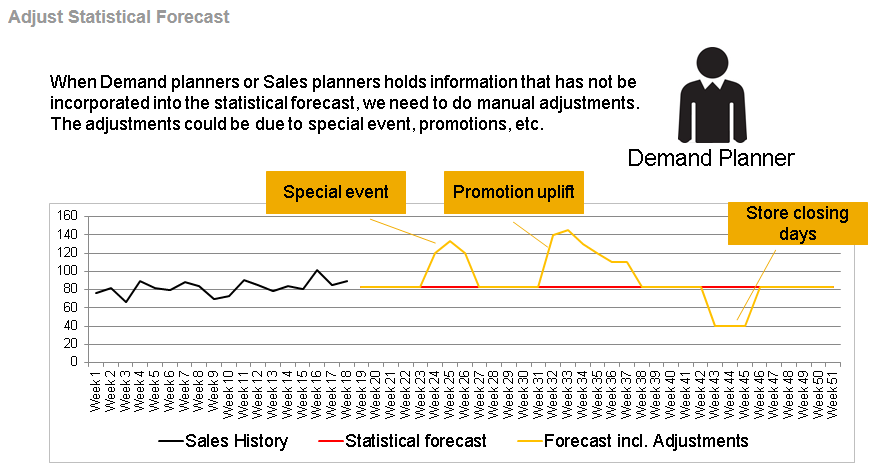 Adjust Statistical Forecast
When Demand planners or Sales planners holds information that has not be
incorporated into the statistical forecast, we need to do manual adjustments.
The adjustments could be due to special event, promotions, etc.
Demand Planner
Special event
Promotion uplift
Store closing
days
160
140
120
100
80
60
40
20
0
Week 1
Week 2
Week 3
Week 4
Week 5
Week 6
Week 7
Week 8
Week 9
Week 10
Week 11
Week 12
Week 13
Week 14
Week 15
Week 16
Week 17
Week 18
Week 19
Week 20
Week 21
Week 22
Week 23
Week 24
Week 25
Week 26
Week 27
Week 28
Week 29
Week 30
Week 31
Week 32
Week 33
Week 34
Week 35
Week 36
Week 37
Week 38
Week 39
Week 40
Week 41
Week 42
Week 43
Week 44
Week 45
Week 46
Week 47
Week 48
Week 49
Week 50
Week 51
Sales History
Statistical forecast
Forecast incl. Adjustments